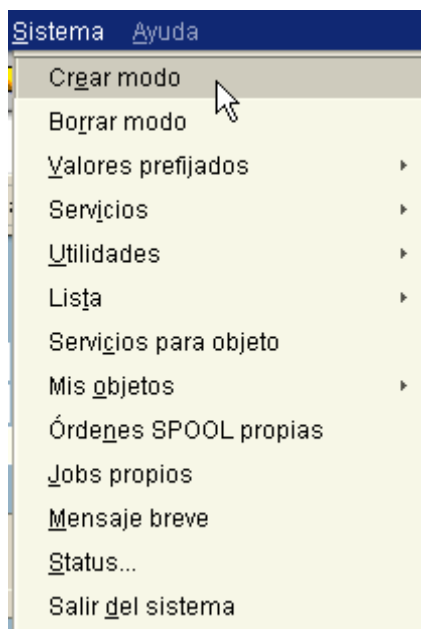 Sistema Ayuda
Crear modo
Borrar modo
Valores prefijados
Servicios
Utilidades
Lista
Servicios para objeto
Mis objetos
Órdenes SPOOL propias
Jobs propios
Mensaje breve
Status...
Salir del sistema